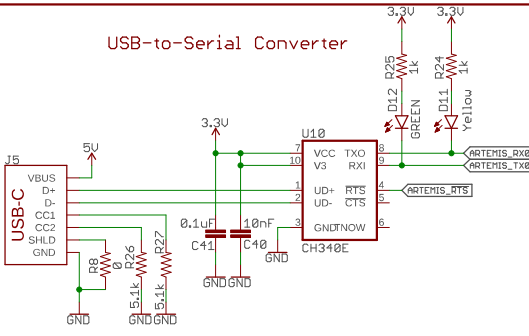 USB-to-Serial Converter
3.3V
3.3V
R25
1k
R24
1k
D12
GREEN
D11
Yellow
3.3V
U10
7 VCC TXO 8
ARTEMIS_RX0
10 V3 RXI 9
ARTEMIS_TX0
1 UD+ RTS 4
ARTEMIS_RTS
2 UD- CTS 5
3 GND TNOW 6
CH340E
GND
5V
J5
USB-C
VBUS
D+
D-
CC1
CC2
SHLD
GND
0.1uF
C41
10nF
C40
GND
GND
R8
0
R26
5.1k
R27
5.1k
GND
GND
GND